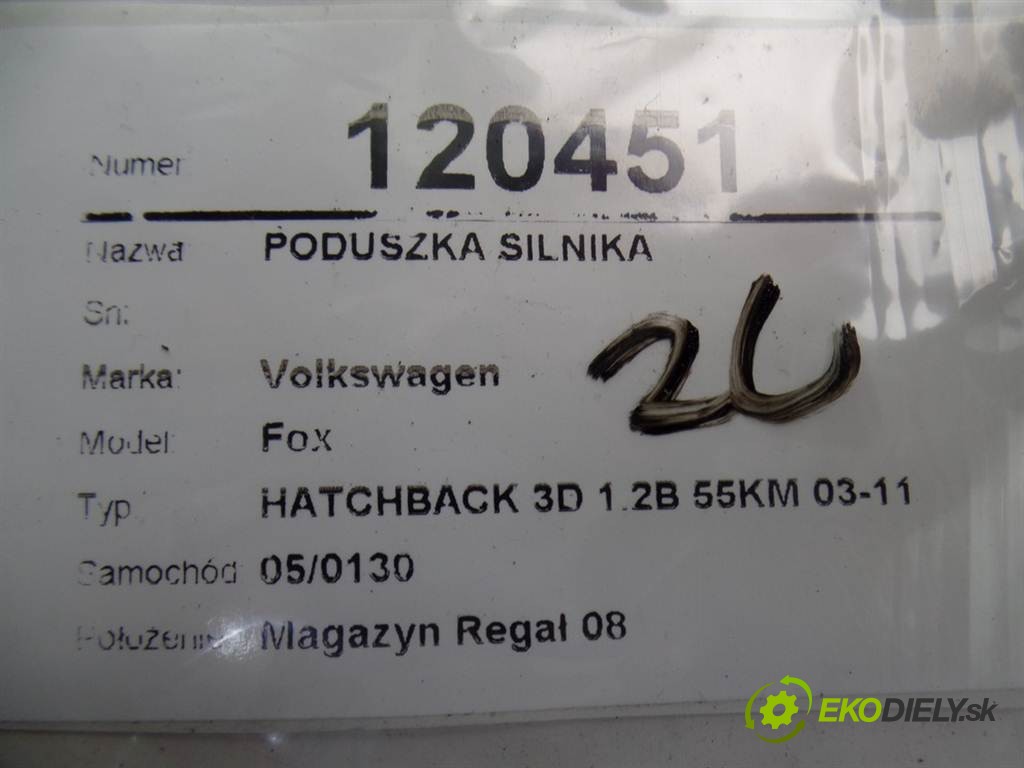 Numer 120451
Nazwa PODUSZKA SILNIKA
Sn:
Marka: Volkswagen
Model: Fox
Typ HATCHBACK 3D 1.2B 55KM 03-11
Samochód 05/0130
Położenie Magazyn Regał 08
EKODIELY.sk